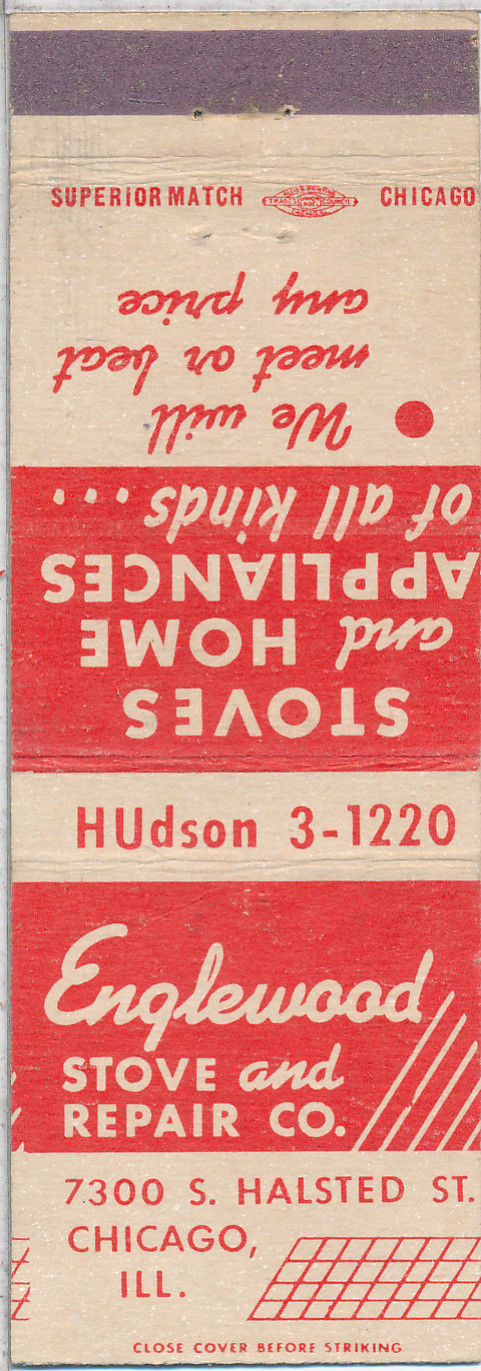 SUPERIOR MATCH CHICAGO
STOVES
and HOME
APPLIANCES
of all kinds...
• We will
meet or beat
any price
HUdson 3-1220
Englewood
STOVE and
REPAIR CO.
7300 S. HALSTED ST.
CHICAGO,
ILL.
CLOSE COVER BEFORE STRIKING